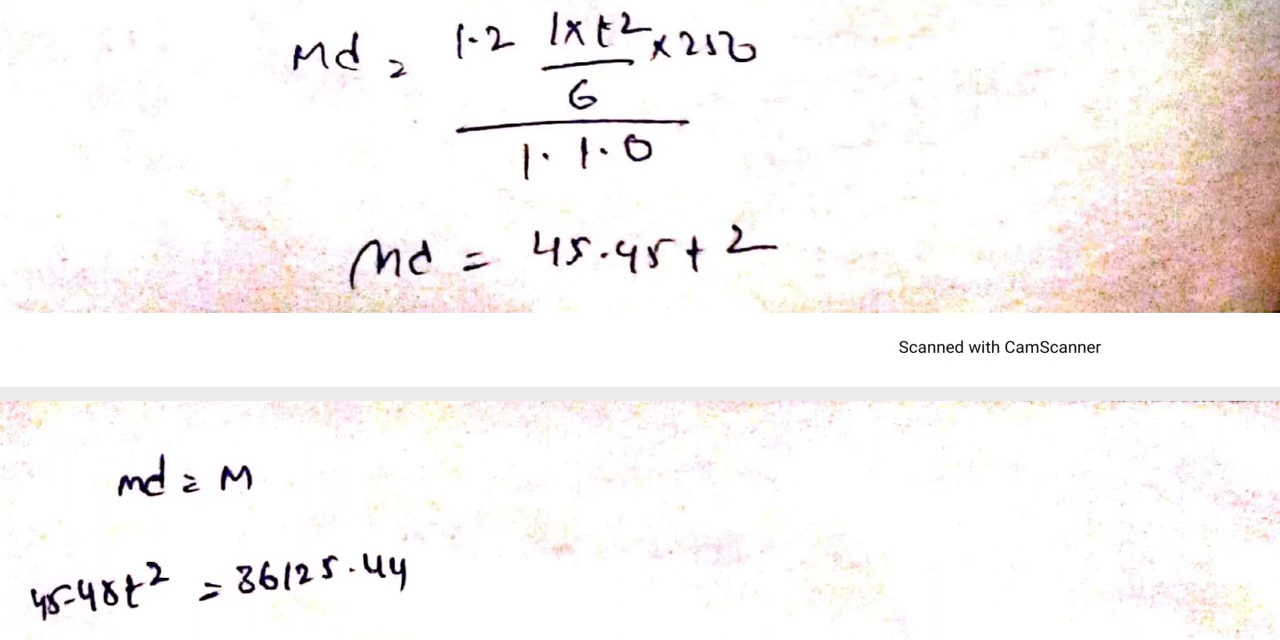 Md = 1.2 1×t2 ×250
6
1.1.0
Md = 45.45t2
Scanned with CamScanner
md = M
45.45t2 = 36125.44